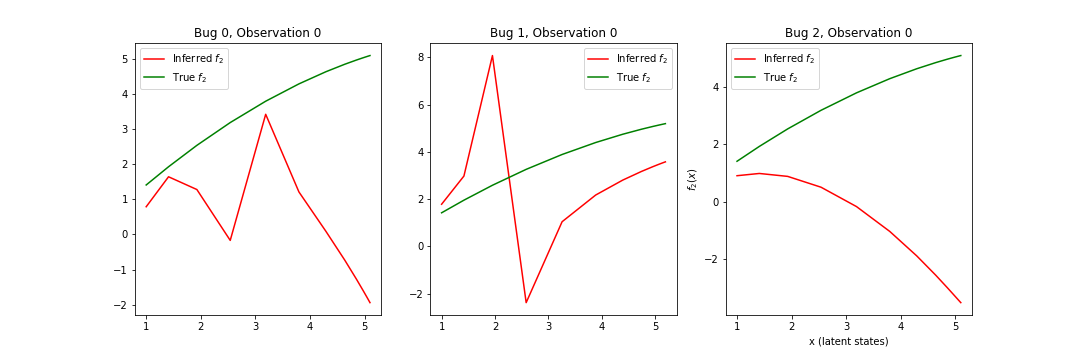 Bug 0, Observation 0
Inferred f₂
True f₂
5
4
3
2
1
0
−1
−2
1 2 3 4 5
Bug 1, Observation 0
Inferred f₂
True f₂
8
6
4
2
0
−2
1 2 3 4 5
Bug 2, Observation 0
Inferred f₂
True f₂
f₂(x)
4
2
0
−2
1 2 3 4 5
x (latent states)